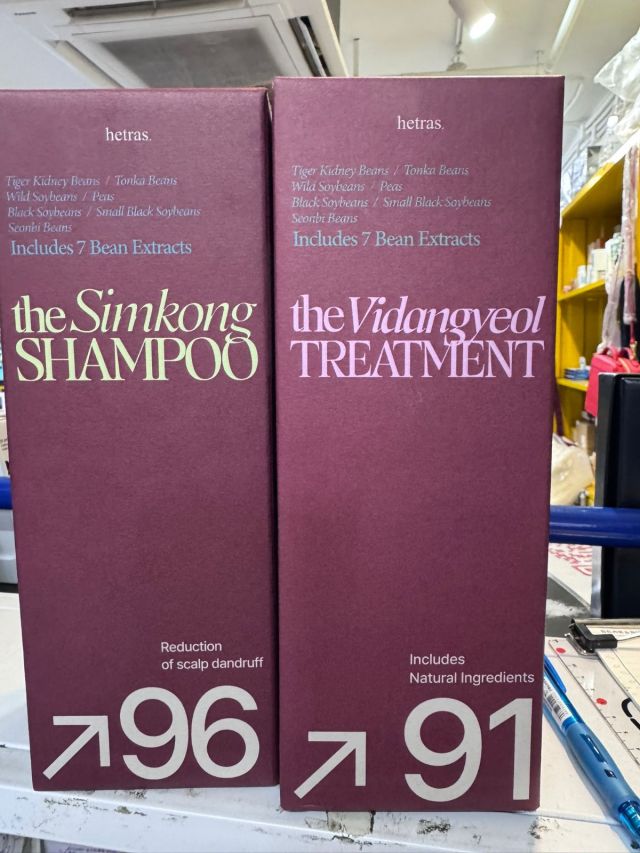 hetras.
Tiger Kidney Beans / Tonka Beans
Wild Soybeans / Peas
Black Soybeans / Small Black Soybeans
Seonbi Beans
Includes 7 Bean Extracts
the Simkong
SHAMPOO
Reduction
of scalp dandruff
↗96
hetras.
Tiger Kidney Beans / Tonka Beans
Wild Soybeans / Peas
Black Soybeans / Small Black Soybeans
Seonbi Beans
Includes 7 Bean Extracts
the Vidangyeol
TREATMENT
Includes
Natural Ingredients
↗91